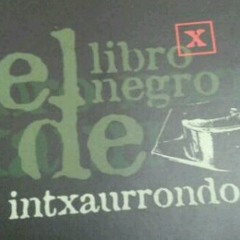 el libro x
negro
de
intxaurrondo